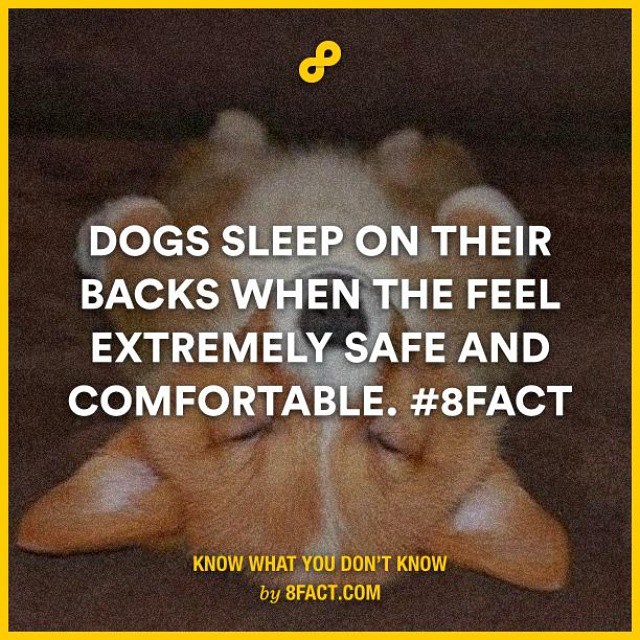 DOGS SLEEP ON THEIR
BACKS WHEN THE FEEL
EXTREMELY SAFE AND
COMFORTABLE. #8FACT
KNOW WHAT YOU DON'T KNOW
by 8FACT.COM